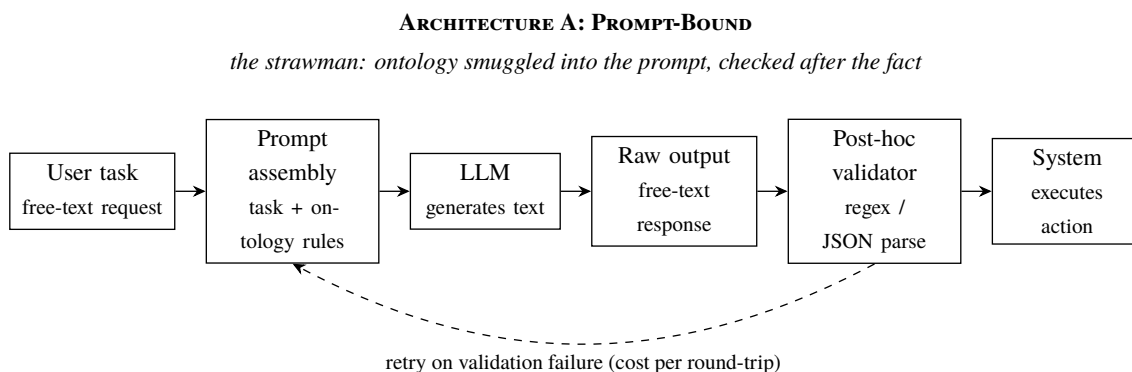 ARCHITECTURE A: PROMPT-BOUND
the strawman: ontology smuggled into the prompt, checked after the fact
User task
free-text request
Prompt
assembly
task + on-
tology rules
LLM
generates text
Raw output
free-text
response
Post-hoc
validator
regex /
JSON parse
System
executes
action
retry on validation failure (cost per round-trip)